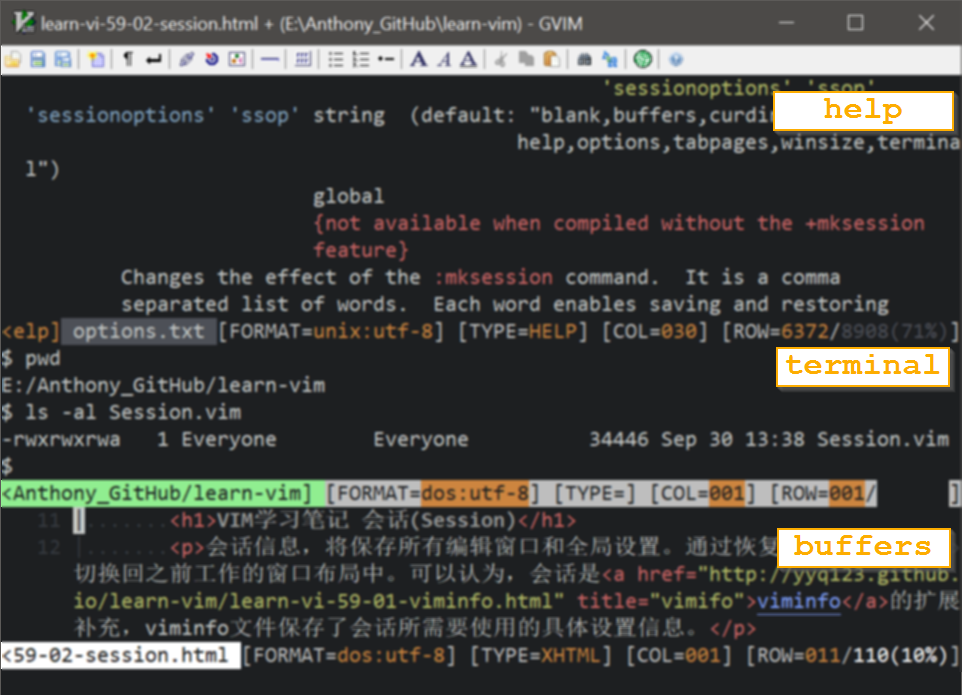 learn-vi-59-02-session.html + (E:\Anthony_GitHub\learn-vim) - GVIM
'sessionoptions' 'ssop'
'sessionoptions' 'ssop' string (default: "blank,buffers,curdir
help
help,options,tabpages,winsize,termina
l")
global
{not available when compiled without the +mksession
feature}
Changes the effect of the :mksession command. It is a comma
separated list of words. Each word enables saving and restoring
<elp] options.txt [FORMAT=unix:utf-8] [TYPE=HELP] [COL=030] [ROW=6372/8908(71%)]
$ pwd
terminal
E:/Anthony_GitHub/learn-vim
$ ls -al Session.vim
-rwxrwxrwa 1 Everyone Everyone 34446 Sep 30 13:38 Session.vim
$
<Anthony_GitHub/learn-vim] [FORMAT=dos:utf-8] [TYPE=] [COL=001] [ROW=001/ ]
11 |.......<h1>VIM学习笔记 会话(Session)</h1>
12 |.......<p>会话信息，将保存所有编辑窗口和全局设置。通过恢复
buffers
切换回之前工作的窗口布局中。可以认为，会话是<a href="http://yyq123.github.
io/learn-vim/learn-vi-59-01-viminfo.html" title="vimifo">viminfo</a>的扩展
补充，viminfo文件保存了会话所需要使用的具体设置信息。</p>
<59-02-session.html [FORMAT=dos:utf-8] [TYPE=XHTML] [COL=001] [ROW=011/110(10%)]